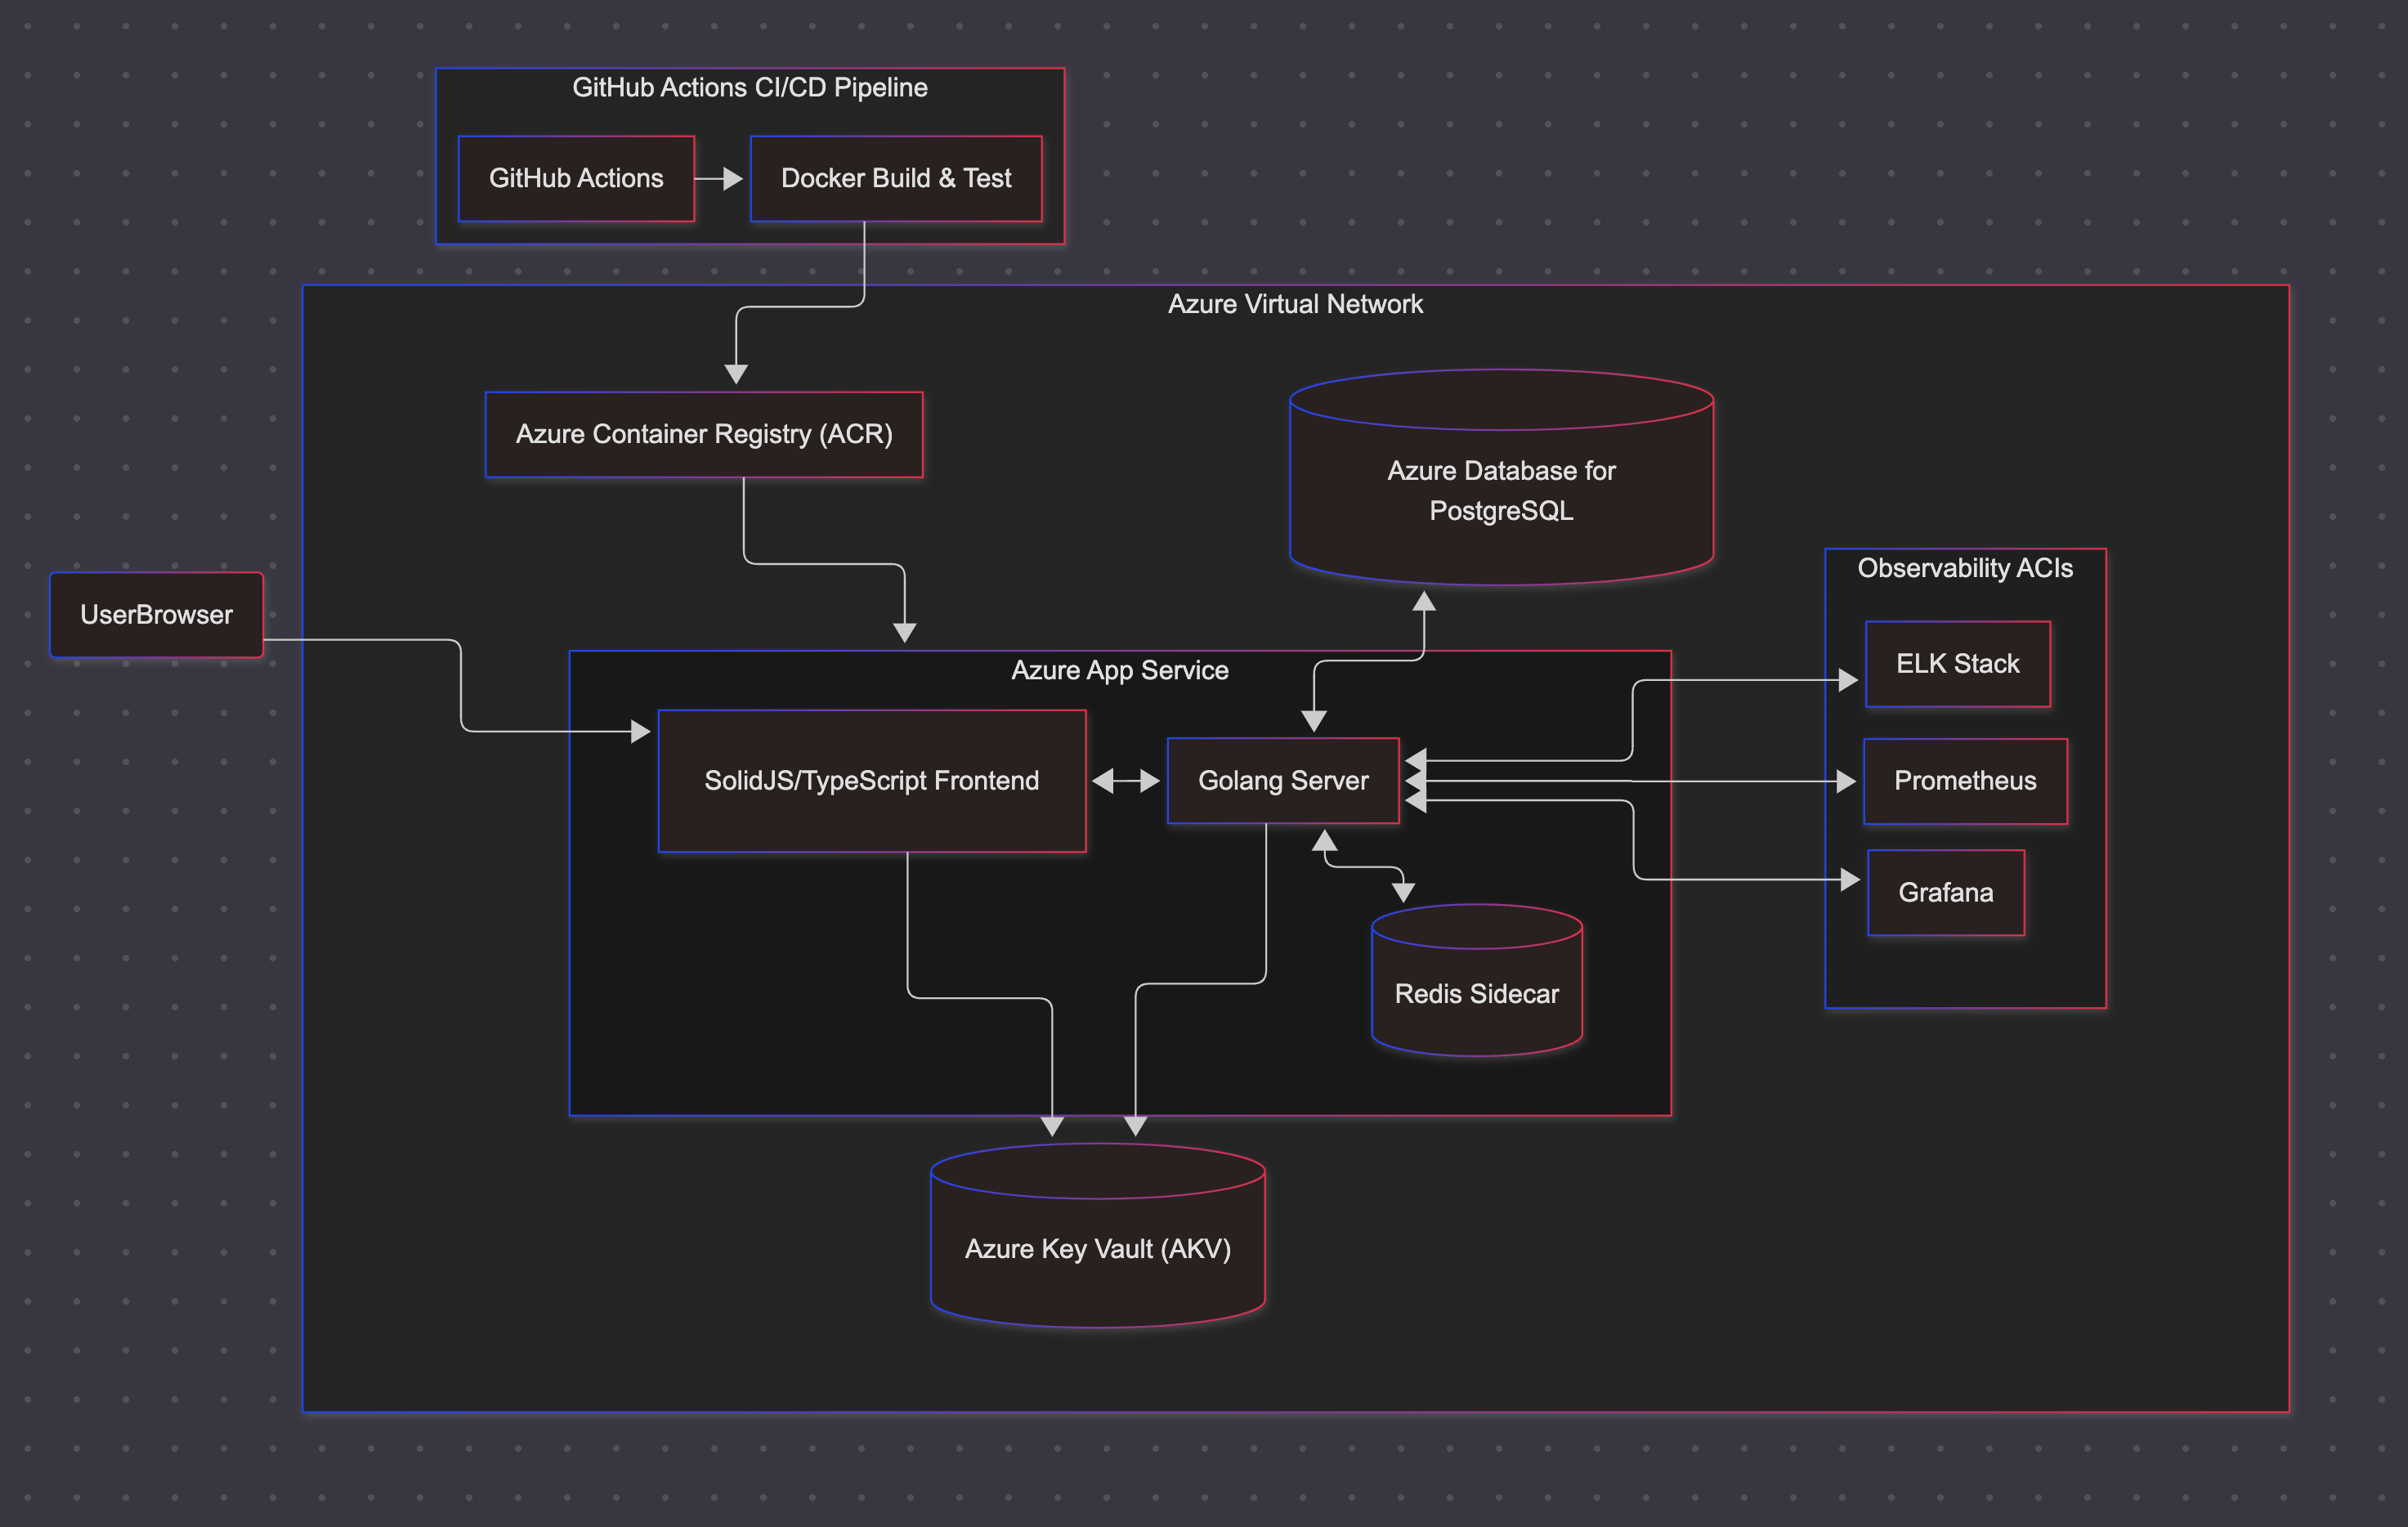 GitHub Actions CI/CD Pipeline
GitHub Actions
Docker Build & Test
Azure Virtual Network
Azure Container Registry (ACR)
Azure Database for
PostgreSQL
UserBrowser
Azure App Service
SolidJS/TypeScript Frontend
Golang Server
Redis Sidecar
Observability ACIs
ELK Stack
Prometheus
Grafana
Azure Key Vault (AKV)